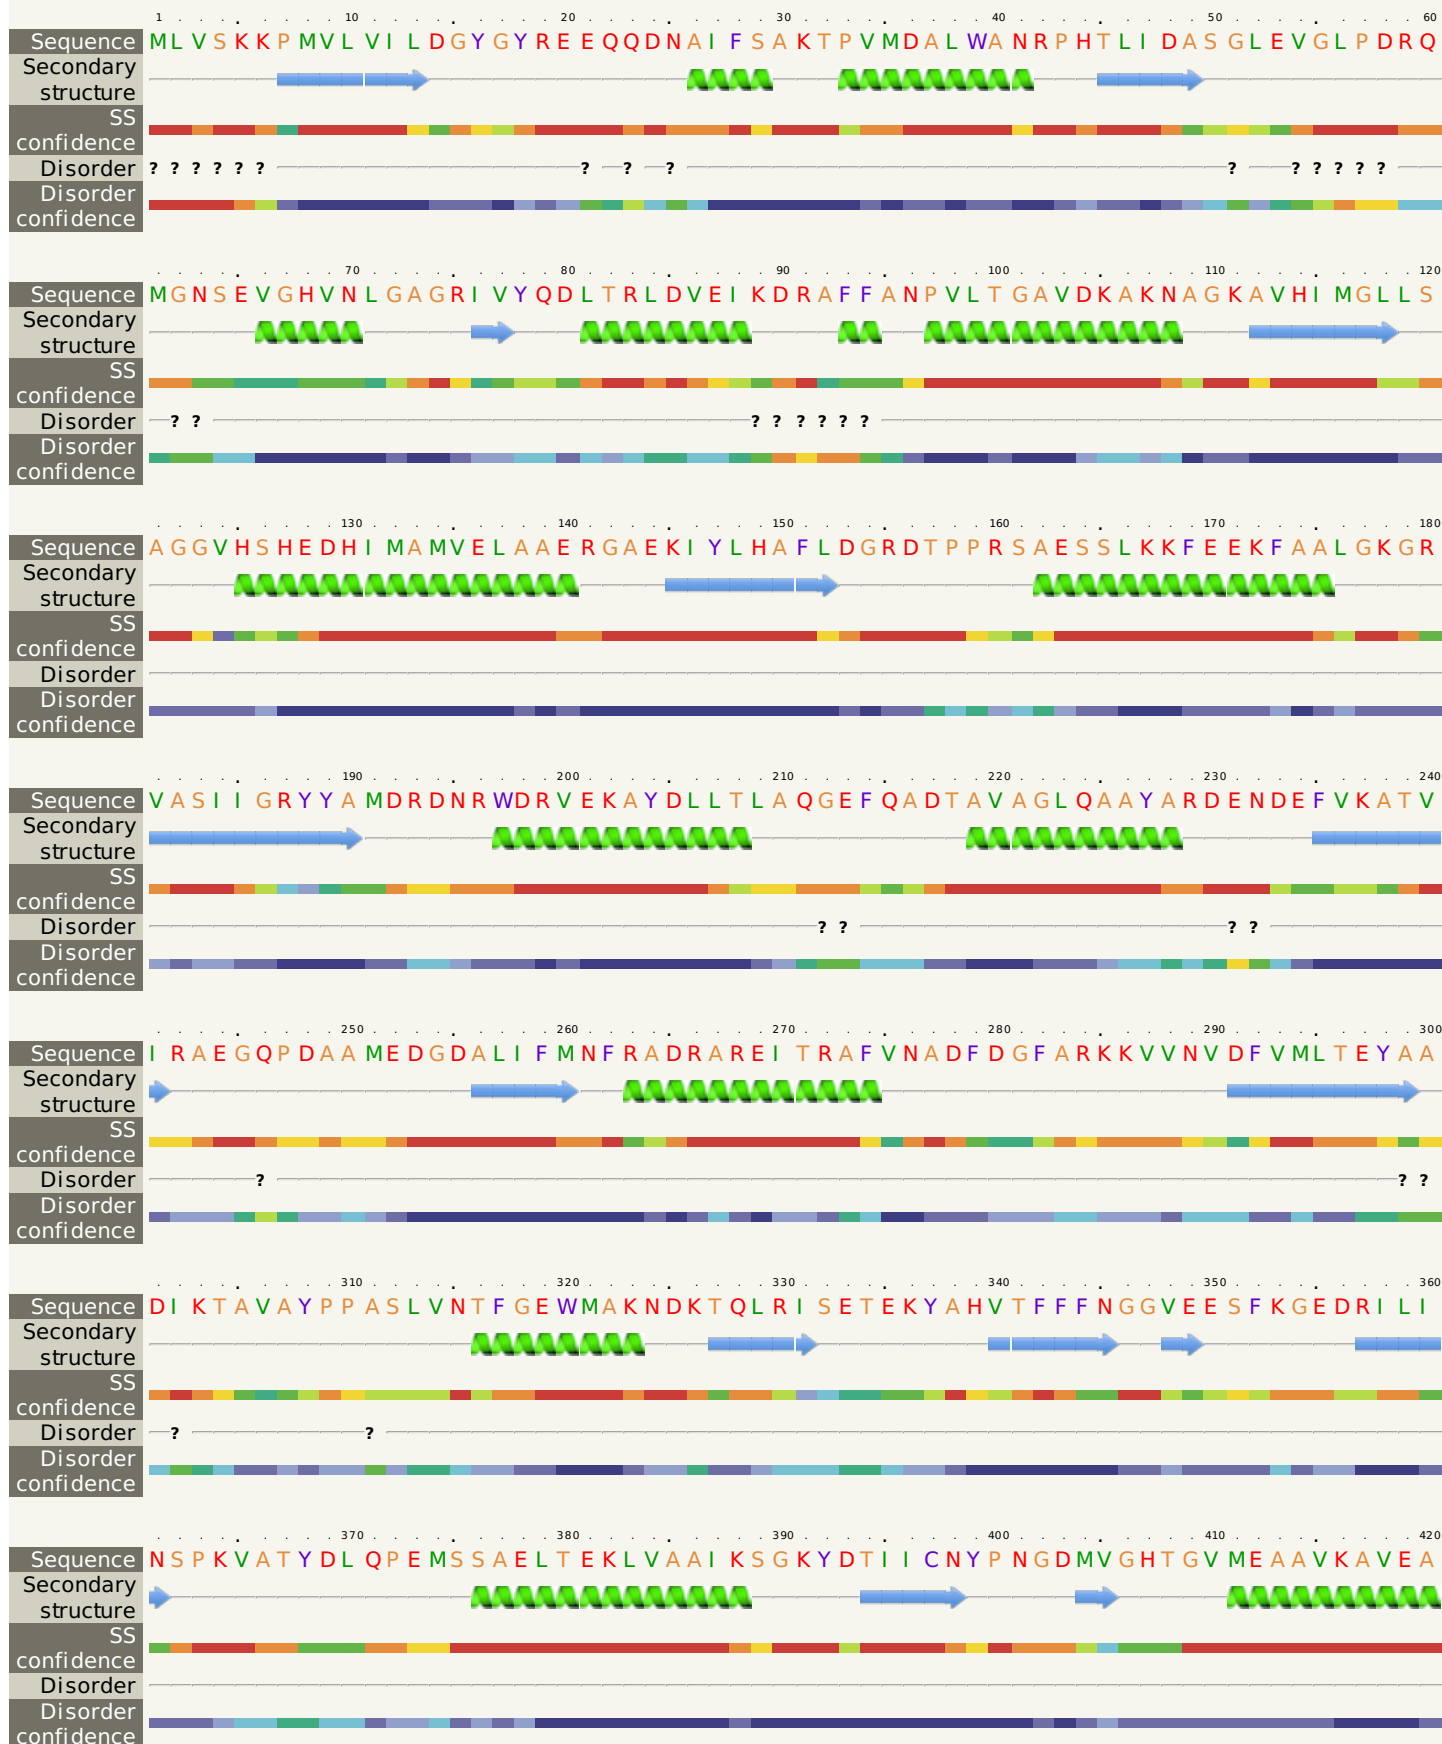 1 10 20 30 40 50 60
Sequence MLVSKKPMVLVILDGYGYREEQQDNAIFSAKTPVMDALWANRPHTLIDASGLEVGLPDRQ
Secondary
structure
SS
confidence
Disorder ? ? ? ? ? ? ? ? ? ? ? ? ? ? ?
Disorder
confidence
70 80 90 100 110 120
Sequence MGNSEVGHVNLGAGRIVYQDLTRLDVEIKDRAFFANPVLTGAVDKAKNAGKAVHIMGLLS
Secondary
structure
SS
confidence
Disorder ? ? ? ? ? ? ? ?
Disorder
confidence
130 140 150 160 170 180
Sequence AGGVHSHEDHIMAMVELAAERGAEKIYLHAFLDGRDTPPRSAESSLKKFEEKFAALGKGR
Secondary
structure
SS
confidence
Disorder
Disorder
confidence
190 200 210 220 230 240
Sequence VASIIGRYYAMDRDNRWDRVEKAYDLLTLAQGEFQADTAVAGLQAAYARDENDEFVKATV
Secondary
structure
SS
confidence
Disorder ? ? ? ?
Disorder
confidence
250 260 270 280 290 300
Sequence IRAEGQPDAAMEDGDALIFMNFRADRAREITRAFVNADFDGFARKKVVNVDFVMLTEYAA
Secondary
structure
SS
confidence
Disorder ? ? ?
Disorder
confidence
310 320 330 340 350 360
Sequence DIKTAVAYPPASLVNTFGEWMAKNDKTQLRISETEKYAHVTFFFNGGVEESFKGEDRILI
Secondary
structure
SS
confidence
Disorder ? ?
Disorder
confidence
370 380 390 400 410 420
Sequence NSPKVATYDLQPEMSSAELTEKLVAAIKSGKYDTIICNYPNGDMVGHTGVMEAAVKAVEA
Secondary
structure
SS
confidence
Disorder
Disorder
confidence